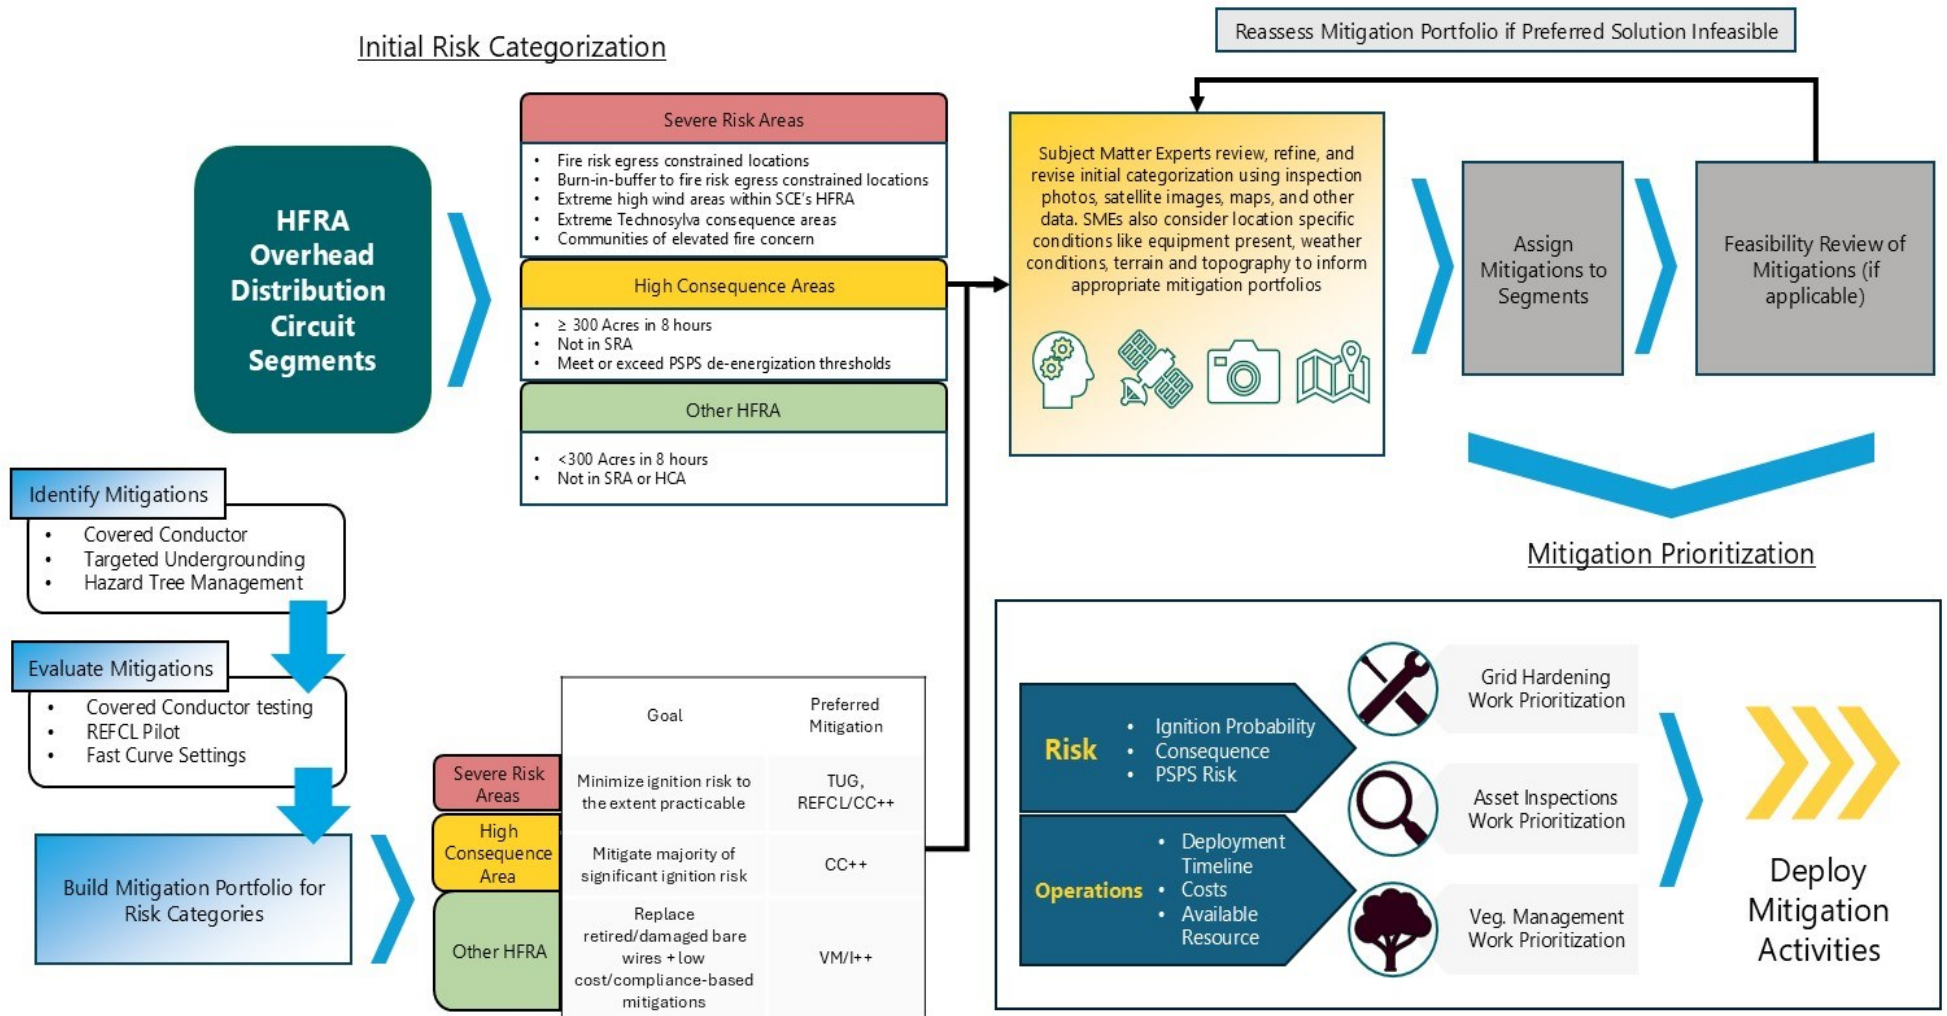 Initial Risk Categorization
Reassess Mitigation Portfolio if Preferred Solution Infeasible
HFRA
Overhead
Distribution
Circuit
Segments
Severe Risk Areas
• Fire risk egress constrained locations
• Burn-in-buffer to fire risk egress constrained locations
• Extreme high wind areas within SCE's HFRA
• Extreme Technosylva consequence areas
• Communities of elevated fire concern
High Consequence Areas
• ≥ 300 Acres in 8 hours
• Not in SRA
• Meet or exceed PSPS de-energization thresholds
Other HFRA
• <300 Acres in 8 hours
• Not in SRA or HCA
Subject Matter Experts review, refine, and
revise initial categorization using inspection
photos, satellite images, maps, and other
data. SMEs also consider location specific
conditions like equipment present, weather
conditions, terrain and topography to inform
appropriate mitigation portfolios
Assign
Mitigations to
Segments
Feasibility Review of
Mitigations (if
applicable)
Identify Mitigations
• Covered Conductor
• Targeted Undergrounding
• Hazard Tree Management
Evaluate Mitigations
• Covered Conductor testing
• REFCL Pilot
• Fast Curve Settings
Build Mitigation Portfolio for
Risk Categories
Goal
Preferred
Mitigation
Severe Risk
Areas
Minimize ignition risk to
the extent practicable
TUG,
REFCL/CC++
High
Consequence
Area
Mitigate majority of
significant ignition risk
CC++
Other HFRA
Replace
retired/damaged bare
wires + low
cost/compliance-based
mitigations
VM/I++
Mitigation Prioritization
Risk
• Ignition Probability
• Consequence
• PSPS Risk
Operations
• Deployment
Timeline
• Costs
• Available
Resource
Grid Hardening
Work Prioritization
Asset Inspections
Work Prioritization
Veg. Management
Work Prioritization
Deploy
Mitigation
Activities